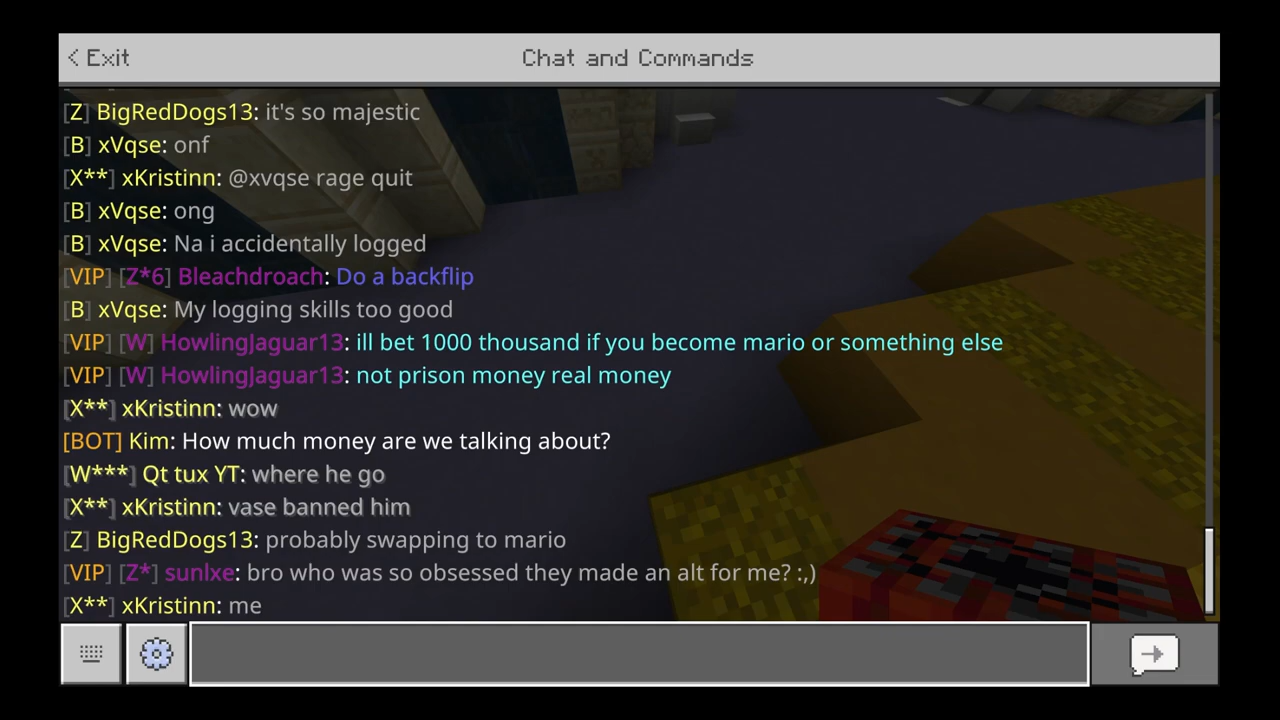 < Exit
Chat and Commands
[Z] BigRedDogs13: it's so majestic
[B] xVqse: onf
[X**] xKristinn: @xvqse rage quit
[B] xVqse: ong
[B] xVqse: Na i accidentally logged
[VIP] [Z*6] Bleachdroach: Do a backflip
[B] xVqse: My logging skills too good
[VIP] [W] HowlingJaguar13: ill bet 1000 thousand if you become mario or something else
[VIP] [W] HowlingJaguar13: not prison money real money
[X**] xKristinn: wow
[BOT] Kim: How much money are we talking about?
[W***] Qt tux YT: where he go
[X**] xKristinn: vase banned him
[Z] BigRedDogs13: probably swapping to mario
[VIP] [Z*] sunlxe: bro who was so obsessed they made an alt for me? :,)
[X**] xKristinn: me